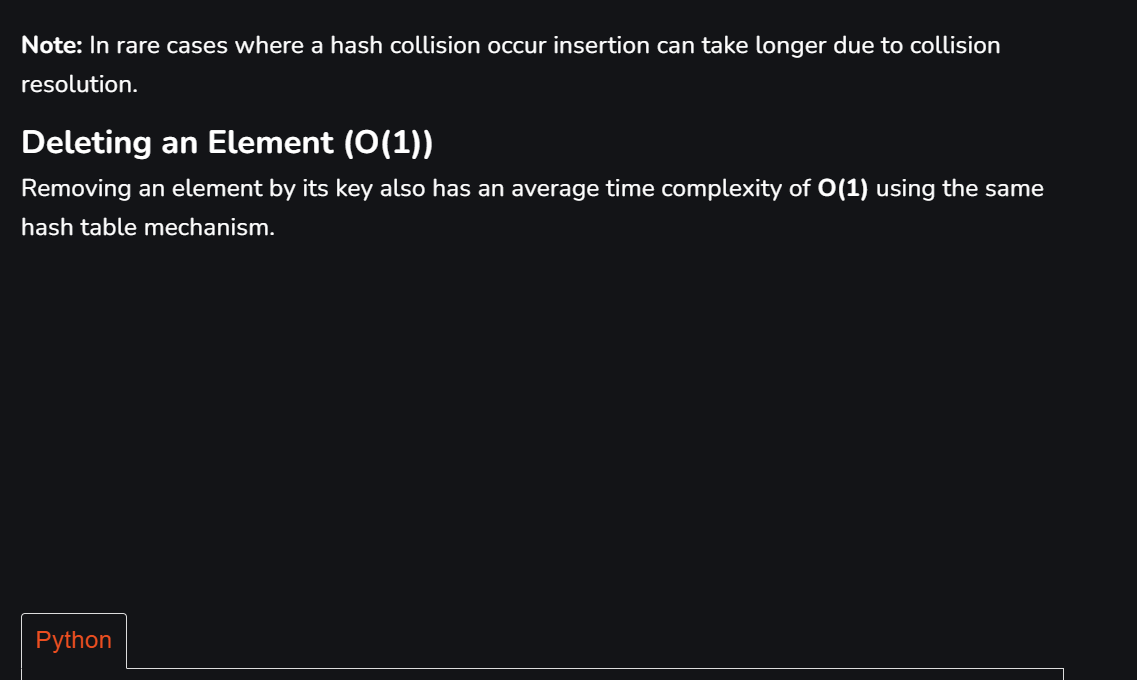 Note: In rare cases where a hash collision occur insertion can take longer due to collision
resolution.
Deleting an Element (O(1))
Removing an element by its key also has an average time complexity of O(1) using the same
hash table mechanism.
Python